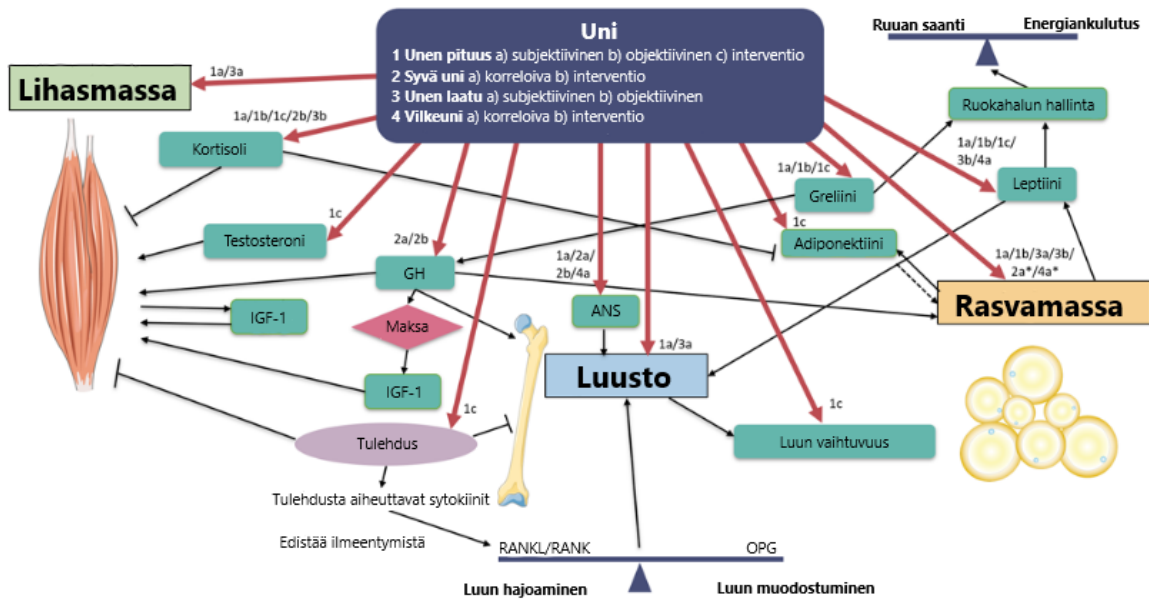 Ruuan saanti
Energiankulutus
Uni
1 Unen pituus a) subjektiivinen b) objektiivinen c) interventio
2 Syvä uni a) korreloiva b) interventio
3 Unen laatu a) subjektiivinen b) objektiivinen
4 Vilkeuni a) korreloiva b) interventio
Lihasmassa
1a/3a
Ruokahalun hallinta
1a/1b/1c/2b/3b
Kortisoli
1a/1b/1c/
3b/4a
Leptiini
1a/1b/1c
Greliini
1c
Testosteroni
1c
Adiponektiini
2a/2b
GH
1a/2a/
2b/4a
1a/1b/3a/3b/
2a*/4a*
Rasvamassa
IGF-1
Maksa
ANS
1a/3a
Luusto
IGF-1
1c
1c
Tulehdus
Luun vaihtuvuus
Tulehdusta aiheuttavat sytokiinit
Edistää ilmeentymistä
RANKL/RANK
OPG
Luun hajoaminen
Luun muodostuminen